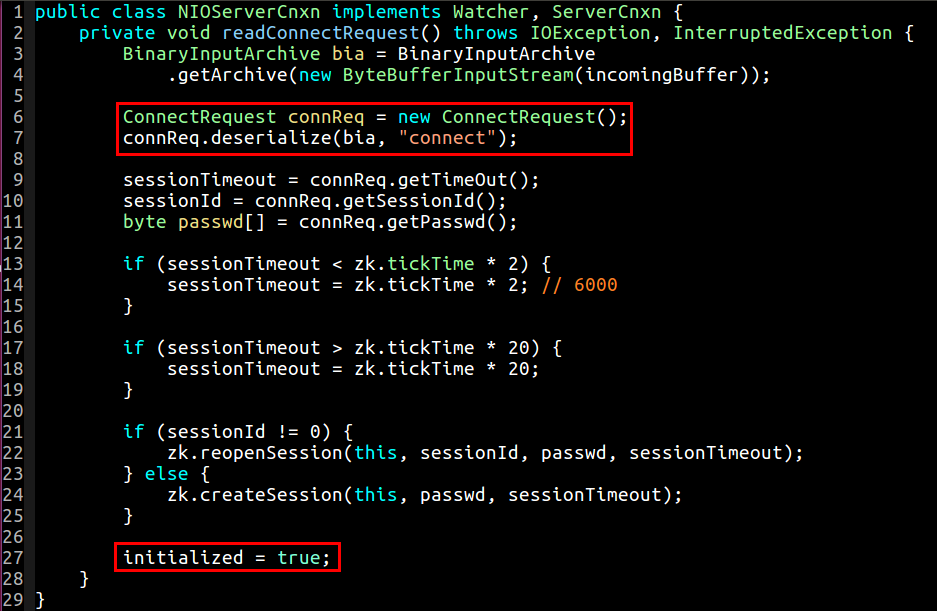 1 public class NIOServerCnxn implements Watcher, ServerCnxn {
2     private void readConnectRequest() throws IOException, InterruptedException {
3         BinaryInputArchive bia = BinaryInputArchive
4             .getArchive(new ByteBufferInputStream(incomingBuffer));
5
6         ConnectRequest connReq = new ConnectRequest();
7         connReq.deserialize(bia, "connect");
8
9         sessionTimeout = connReq.getTimeOut();
10         sessionId = connReq.getSessionId();
11         byte passwd[] = connReq.getPasswd();
12
13         if (sessionTimeout < zk.tickTime * 2) {
14             sessionTimeout = zk.tickTime * 2; // 6000
15         }
16
17         if (sessionTimeout > zk.tickTime * 20) {
18             sessionTimeout = zk.tickTime * 20;
19         }
20
21         if (sessionId != 0) {
22             zk.reopenSession(this, sessionId, passwd, sessionTimeout);
23         } else {
24             zk.createSession(this, passwd, sessionTimeout);
25         }
26
27         initialized = true;
28     }
29 }